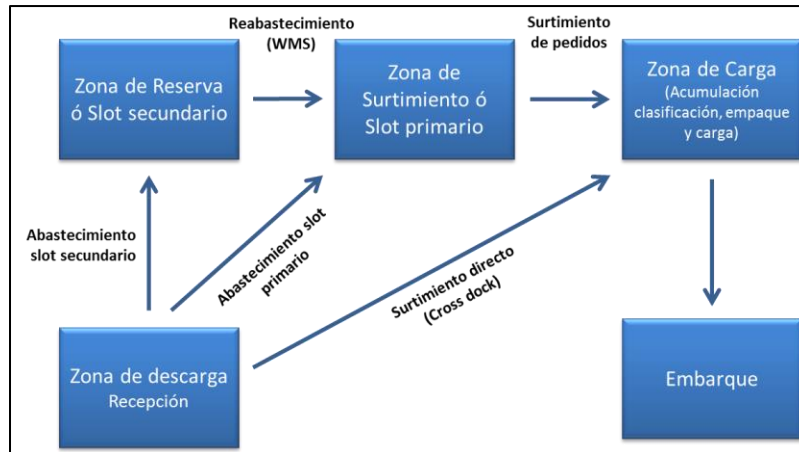 Reabastecimiento
(WMS)
Surtimiento
de pedidos
Zona de Reserva
ó Slot secundario
Zona de
Surtimiento ó
Slot primario
Zona de Carga
(Acumulación
clasificación, empaque
y carga)
Abastecimiento
slot secundario
Abastecimiento slot
primario
Surtimiento directo
(Cross dock)
Zona de descarga
Recepción
Embarque